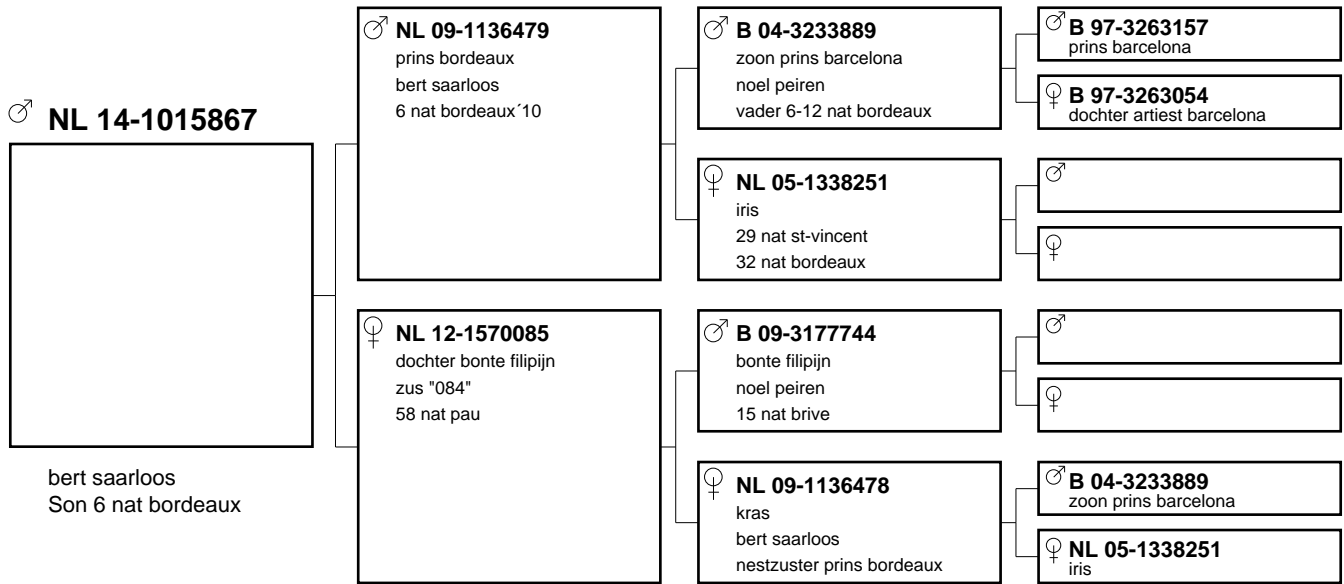 NL 14-1015867
bert saarloos
Son 6 nat bordeaux
NL 09-1136479
prins bordeaux
bert saarloos
6 nat bordeaux´10
NL 12-1570085
dochter bonte filipijn
zus "084"
58 nat pau
B 04-3233889
zoon prins barcelona
noel peiren
vader 6-12 nat bordeaux
NL 05-1338251
iris
29 nat st-vincent
32 nat bordeaux
B 09-3177744
bonte filipijn
noel peiren
15 nat brive
NL 09-1136478
kras
bert saarloos
nestzuster prins bordeaux
B 97-3263157
prins barcelona
B 97-3263054
dochter artiest barcelona
B 04-3233889
zoon prins barcelona
NL 05-1338251
iris